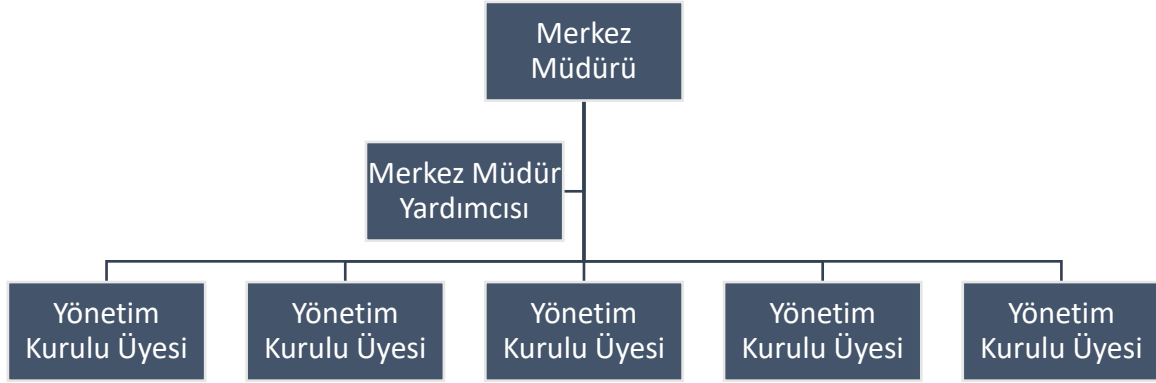 Merkez
Müdürü
Merkez Müdür
Yardımcısı
Yönetim
Kurulu Üyesi
Yönetim
Kurulu Üyesi
Yönetim
Kurulu Üyesi
Yönetim
Kurulu Üyesi
Yönetim
Kurulu Üyesi